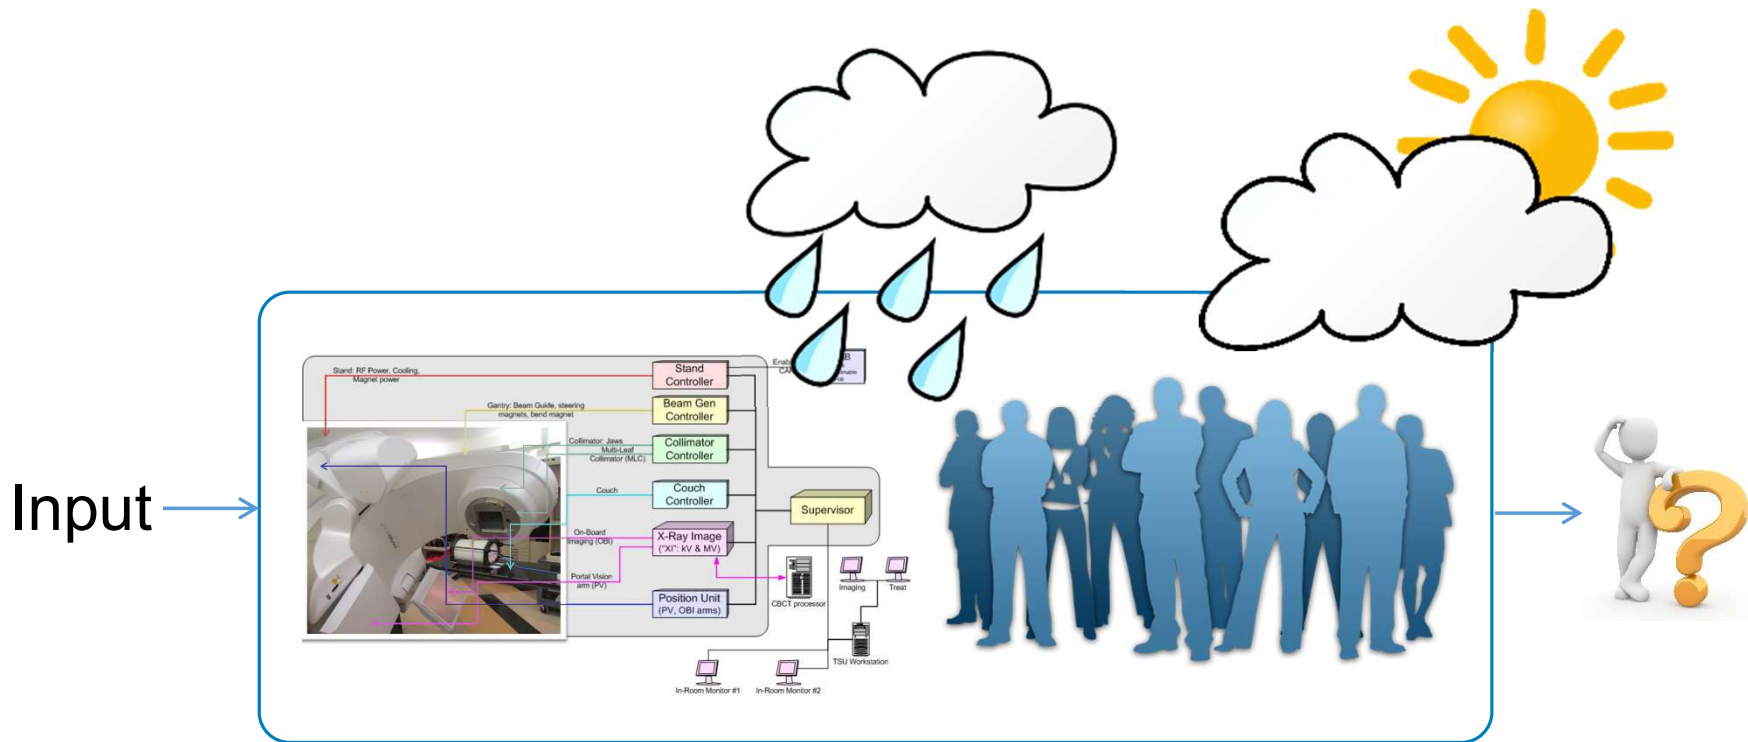 Input
Stand: RF Power, Cooling,
Magnet power
Stand
Controller
Gantry: Beam Guide, steering
magnets, bend magnet
Beam Gen
Controller
Collimator: Jaws
Multi-Leaf
Collimator (MLC)
Collimator
Controller
Couch
Couch
Controller
Supervisor
On-Board
Imaging (OBI)
X-Ray Image
("XI": kV & MV)
Portal Vision
arm (PV)
Position Unit
(PV, OBI arms)
CBCT processor
Imaging
Treat
TSU Workstation
In-Room Monitor #1
In-Room Monitor #2